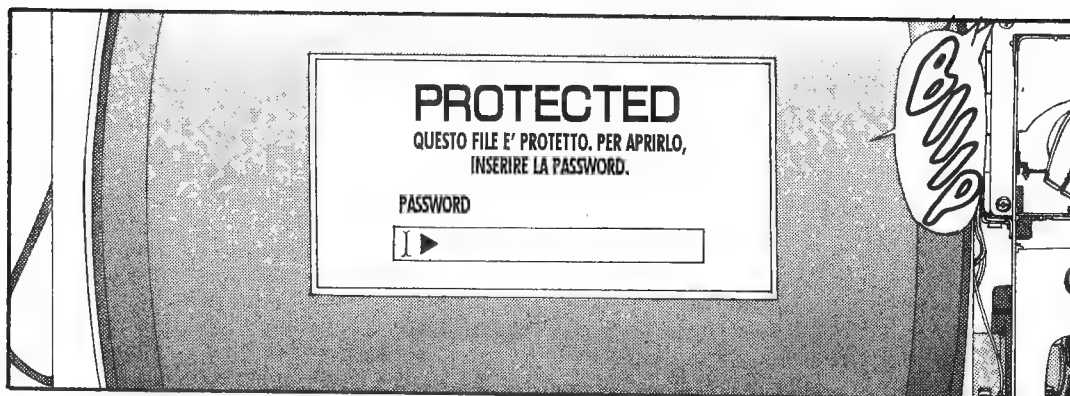 PROTECTED
QUESTO FILE E' PROTETTO. PER APRIRLO,
INSERIRE LA PASSWORD.
PASSWORD